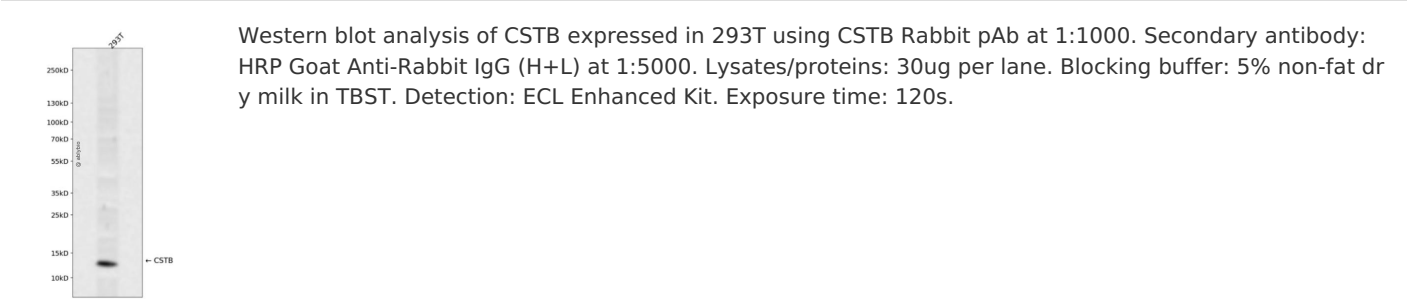 293T
250kD
130kD
100kD
70kD
55kD
35kD
25kD
15kD
10kD
← CSTB
Western blot analysis of CSTB expressed in 293T using CSTB Rabbit pAb at 1:1000. Secondary antibody:
HRP Goat Anti-Rabbit IgG (H+L) at 1:5000. Lysates/proteins: 30ug per lane. Blocking buffer: 5% non-fat dr
y milk in TBST. Detection: ECL Enhanced Kit. Exposure time: 120s.